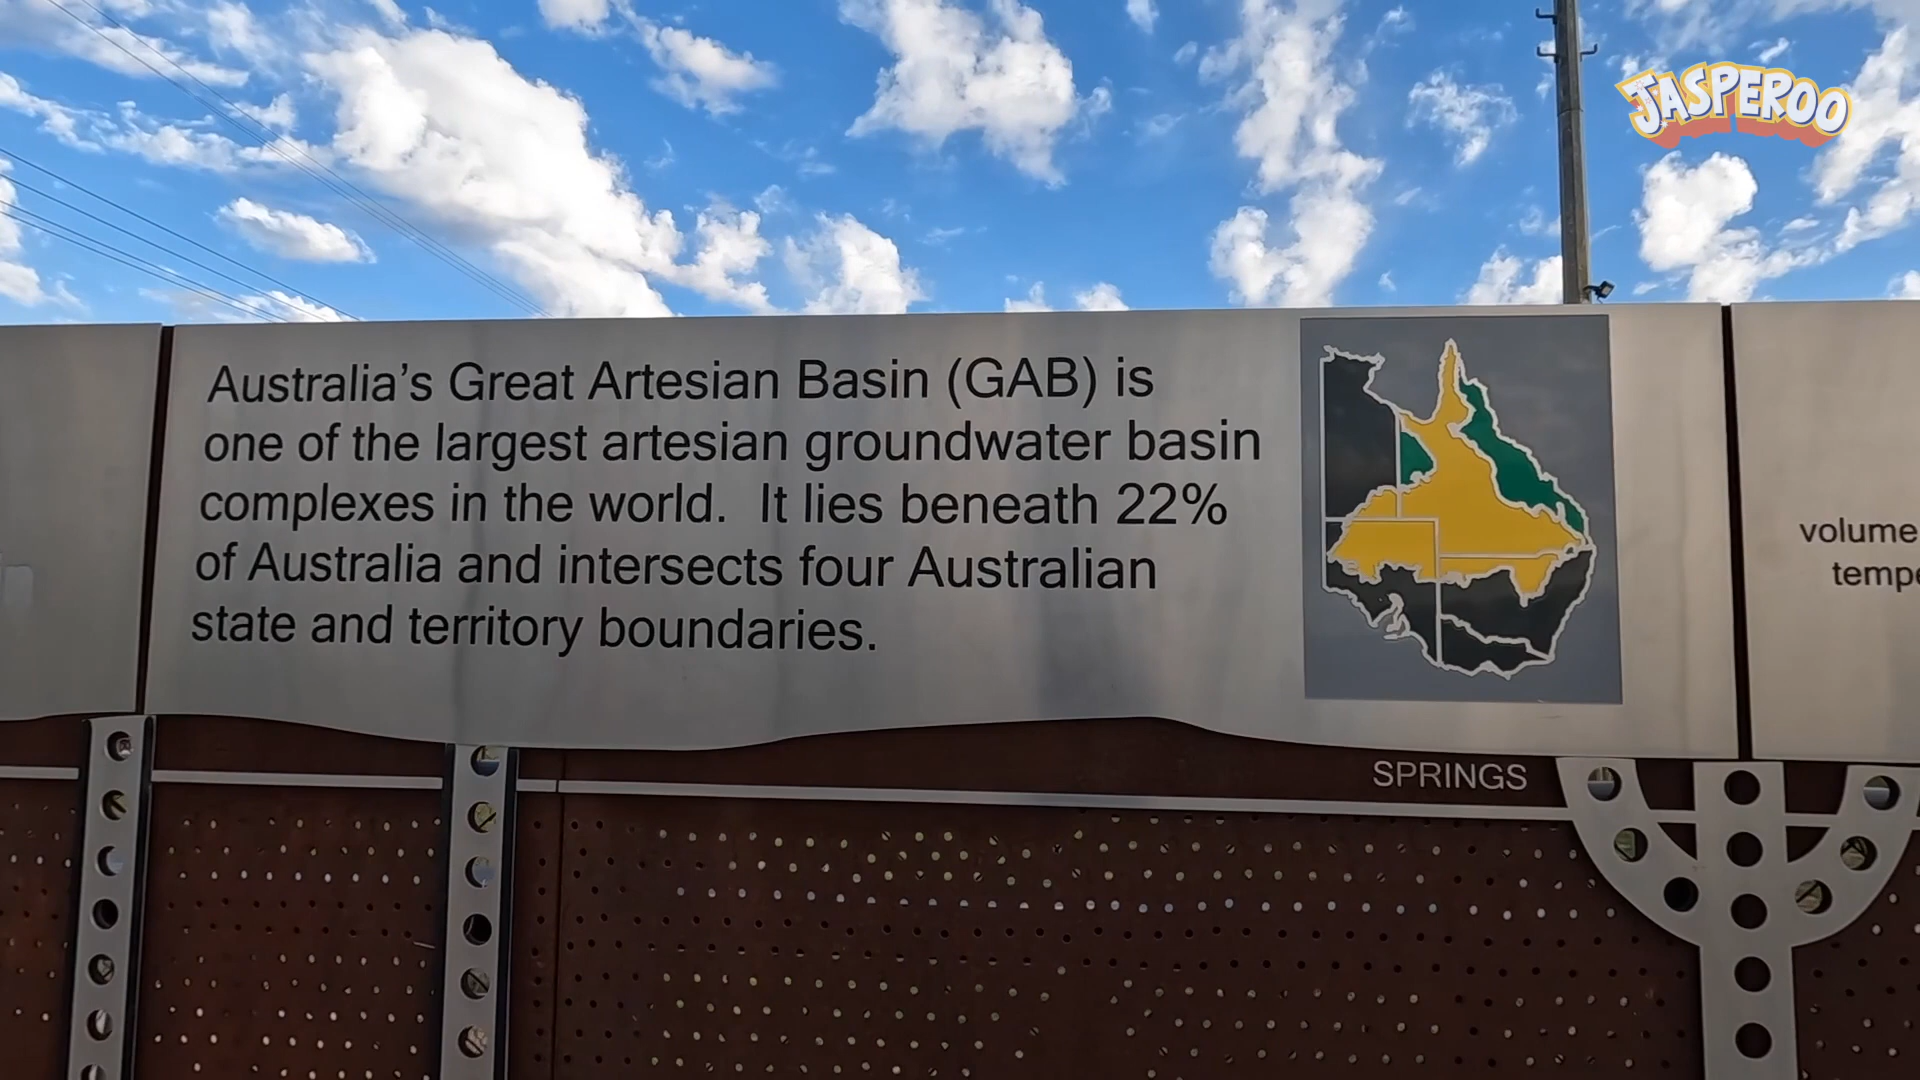 JASPEROO
Australia's Great Artesian Basin (GAB) is
one of the largest artesian groundwater basin
complexes in the world.  It lies beneath 22%
of Australia and intersects four Australian
state and territory boundaries.
volume
SPRINGS